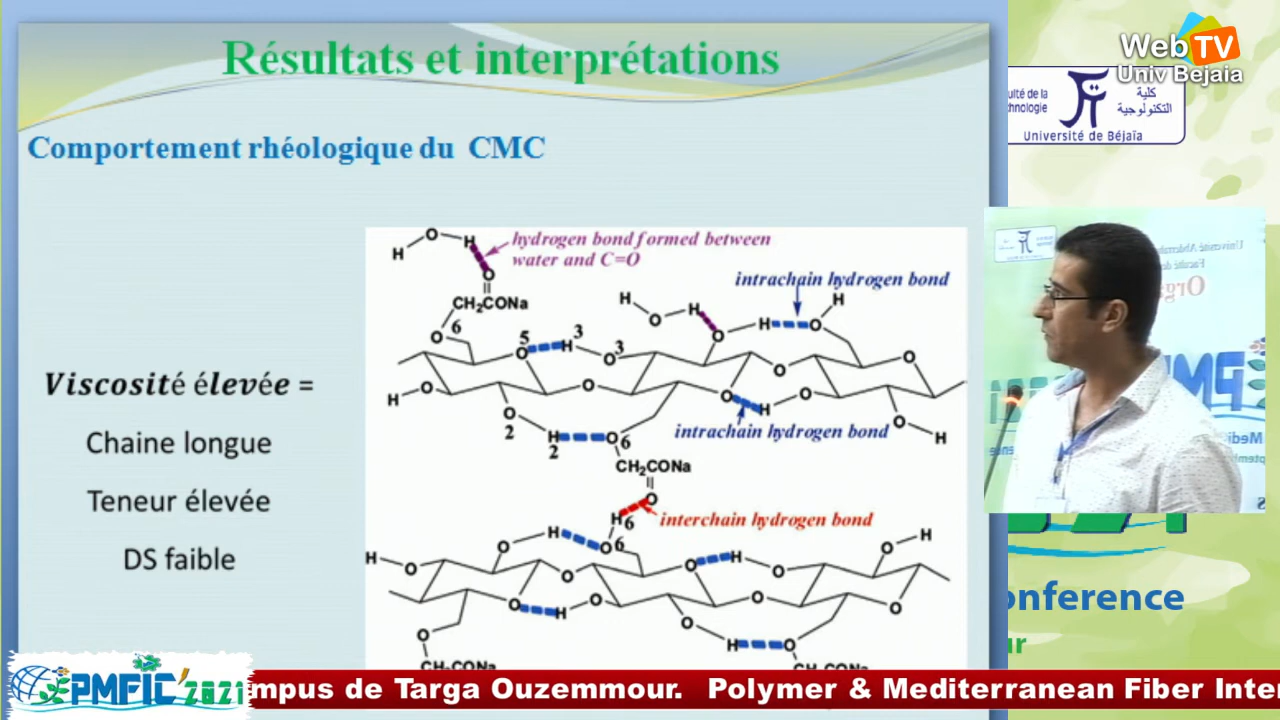 Résultats et interprétations
Comportement rhéologique du CMC
Viscosité élevée =
Chaine longue
Teneur élevée
DS faible
hydrogen bond formed between
water and C=O
intrachain hydrogen bond
intrachain hydrogen bond
interchain hydrogen bond
CH₂CONa
CH₂CONa
Web TV
Univ Bejaia
كلية
التكنولوجية
Université de Béjaïa
Orga
onference
PMFIC'2021
mpus de Targa Ouzemmour. Polymer & Mediterranean Fiber Inter